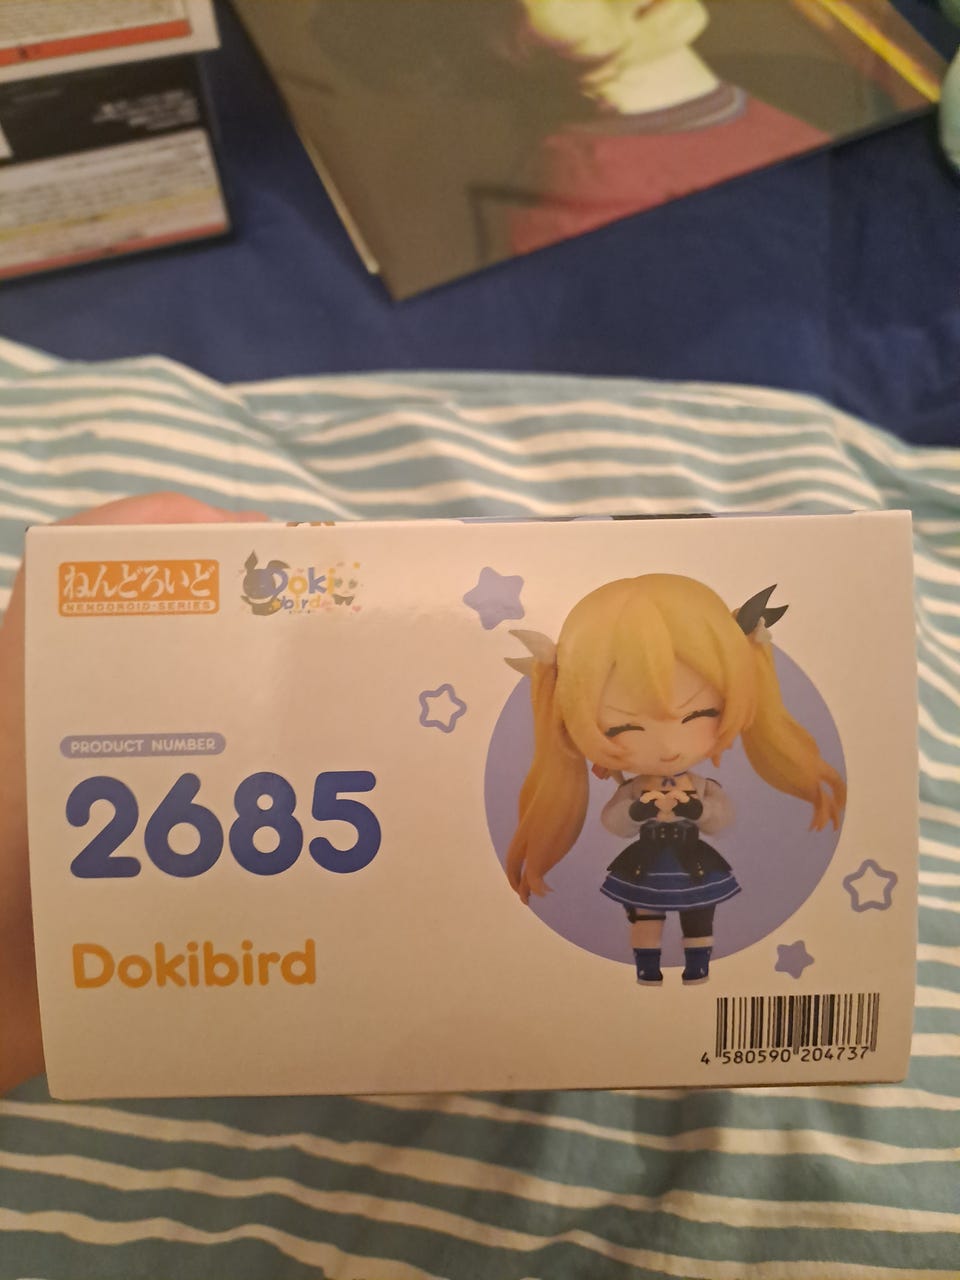 ねんどろいど
NENDOROID-SERIES
Doki
bird
PRODUCT NUMBER
2685
Dokibird
4 580590 204737